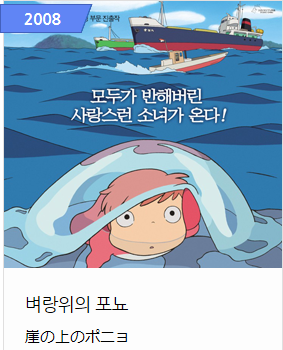 2008
부문 진출작
모두가 반해버린
사랑스런 소녀가 온다!
벼랑위의 포뇨
崖の上のポニョ